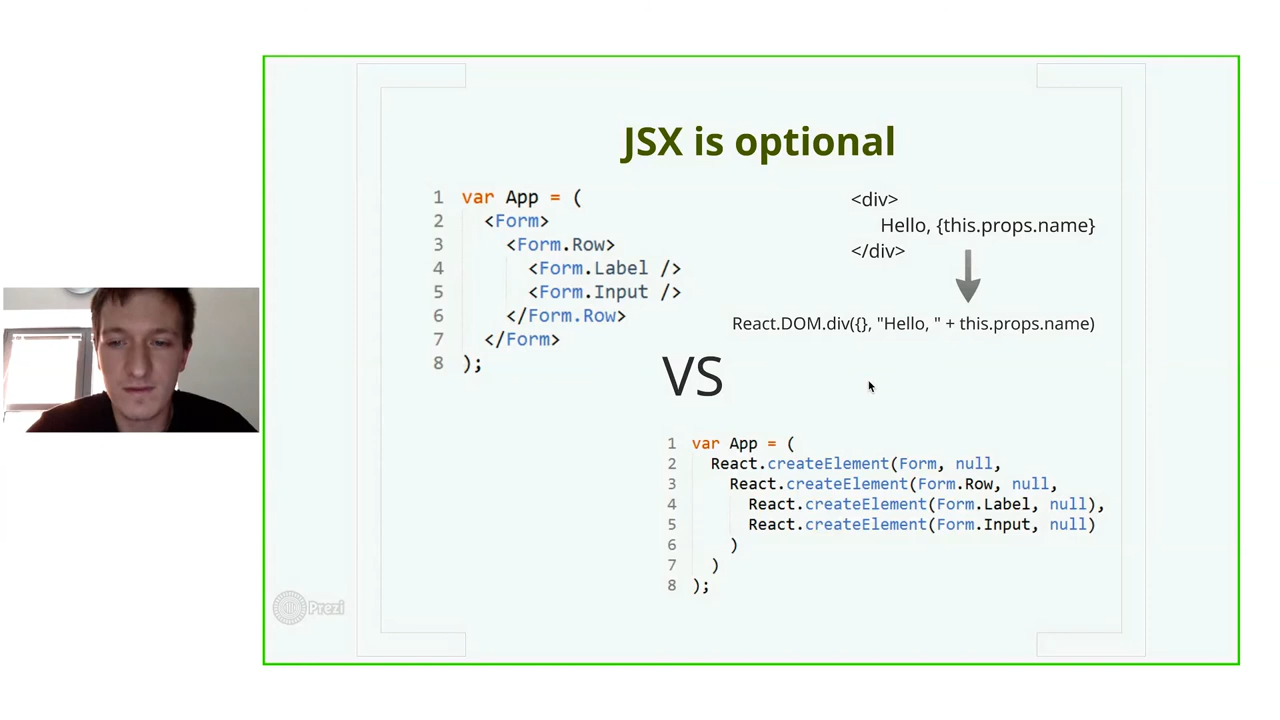 JSX is optional
1 var App = (
2 <Form>
3 <Form.Row>
4 <Form.Label />
5 <Form.Input />
6 </Form.Row>
7 </Form>
8 );
<div>
Hello, {this.props.name}
</div>
React.DOM.div({}, "Hello, " + this.props.name)
VS
1 var App = (
2 React.createElement(Form, null,
3 React.createElement(Form.Row, null,
4 React.createElement(Form.Label, null),
5 React.createElement(Form.Input, null)
6 )
7 )
8 );
Prezi